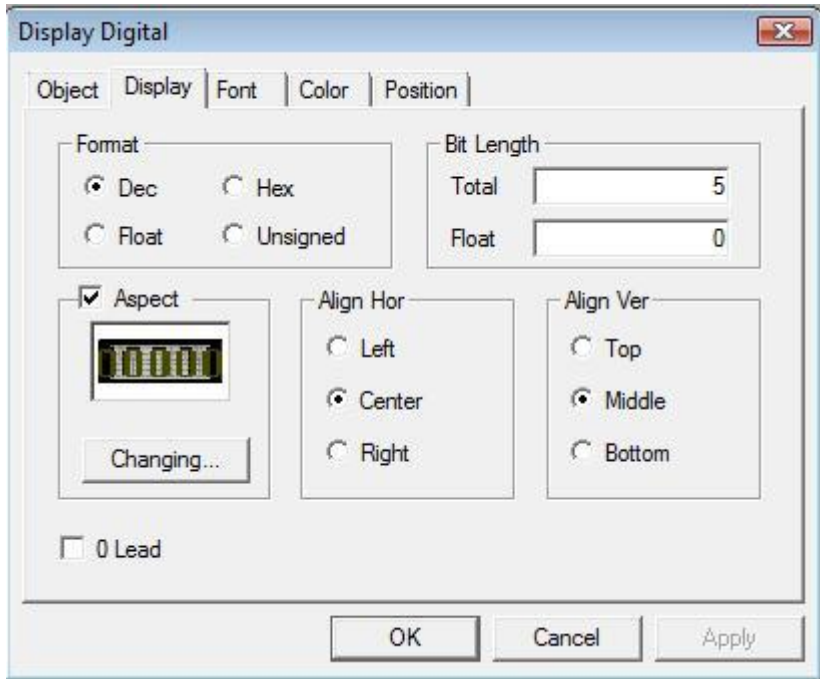 Display Digital
Object Display Font Color Position
Format
Dec Hex
Float Unsigned
Bit Length
Total 5
Float 0
Aspect
Changing...
Align Hor
Left
Center
Right
Align Ver
Top
Middle
Bottom
0 Lead
OK Cancel Apply